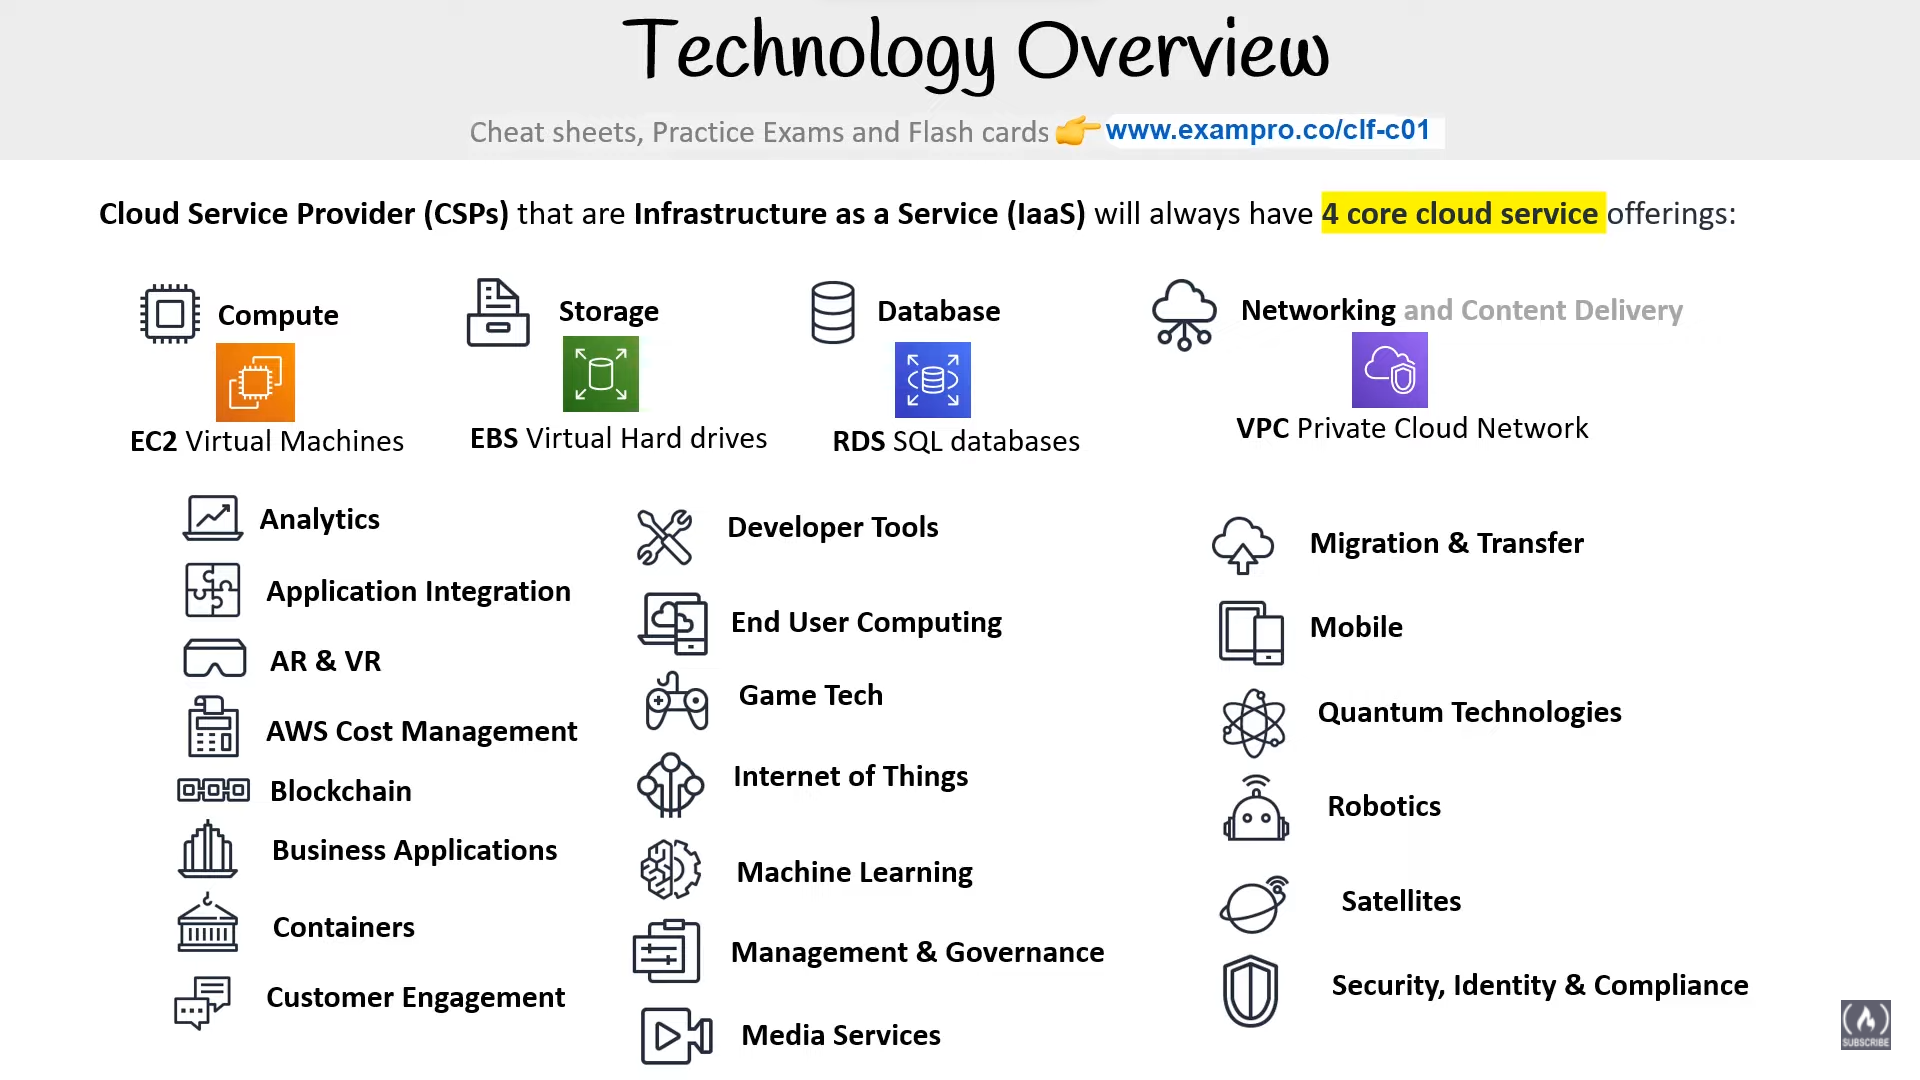 Technology Overview
Cheat sheets, Practice Exams and Flash cards 👉 www.exampro.co/clf-c01
Cloud Service Provider (CSPs) that are Infrastructure as a Service (IaaS) will always have 4 core cloud service offerings:
Compute
EC2 Virtual Machines
Storage
EBS Virtual Hard drives
Database
RDS SQL databases
Networking and Content Delivery
VPC Private Cloud Network
Analytics
Application Integration
AR & VR
AWS Cost Management
Blockchain
Business Applications
Containers
Customer Engagement
Developer Tools
End User Computing
Game Tech
Internet of Things
Machine Learning
Management & Governance
Media Services
Migration & Transfer
Mobile
Quantum Technologies
Robotics
Satellites
Security, Identity & Compliance
SUBSCRIBE